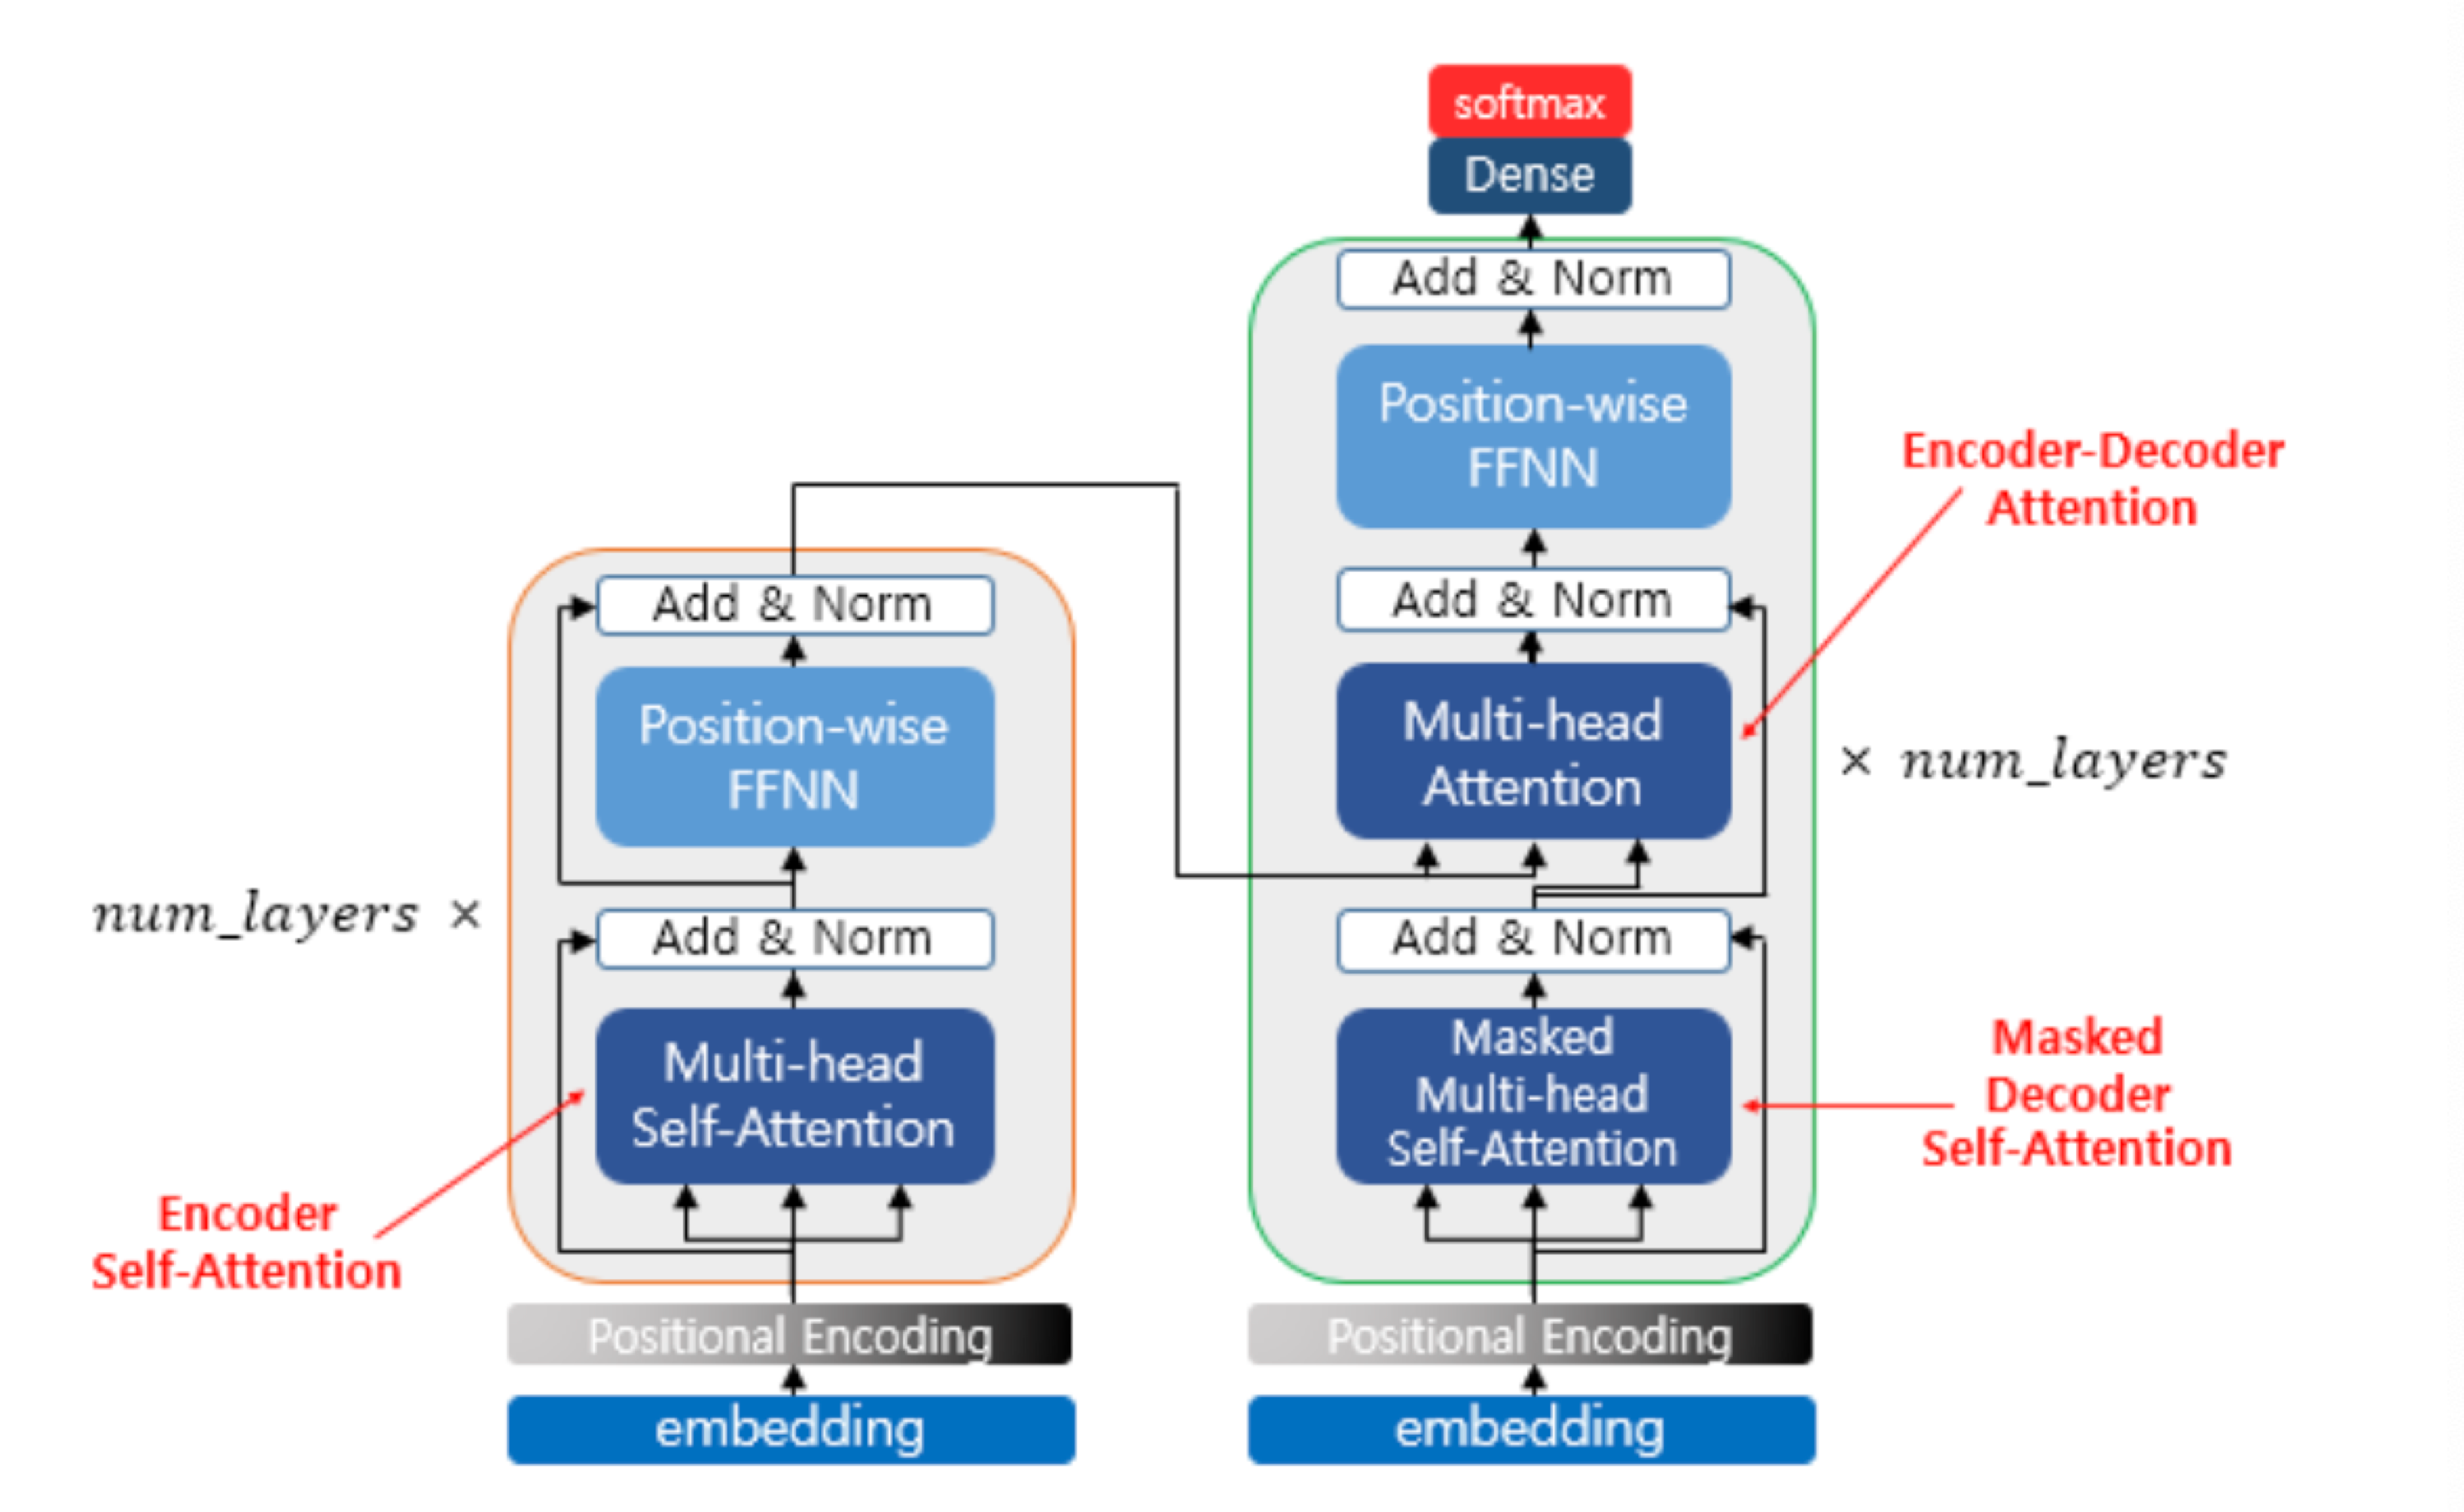 softmax
Dense
Add & Norm
Position-wise
FFNN
Encoder-Decoder
Attention
Add & Norm
Multi-head
Attention
× num_layers
Add & Norm
Masked
Multi-head
Self-Attention
Masked
Decoder
Self-Attention
Positional Encoding
embedding
Add & Norm
Position-wise
FFNN
num_layers ×
Add & Norm
Multi-head
Self-Attention
Encoder
Self-Attention
Positional Encoding
embedding